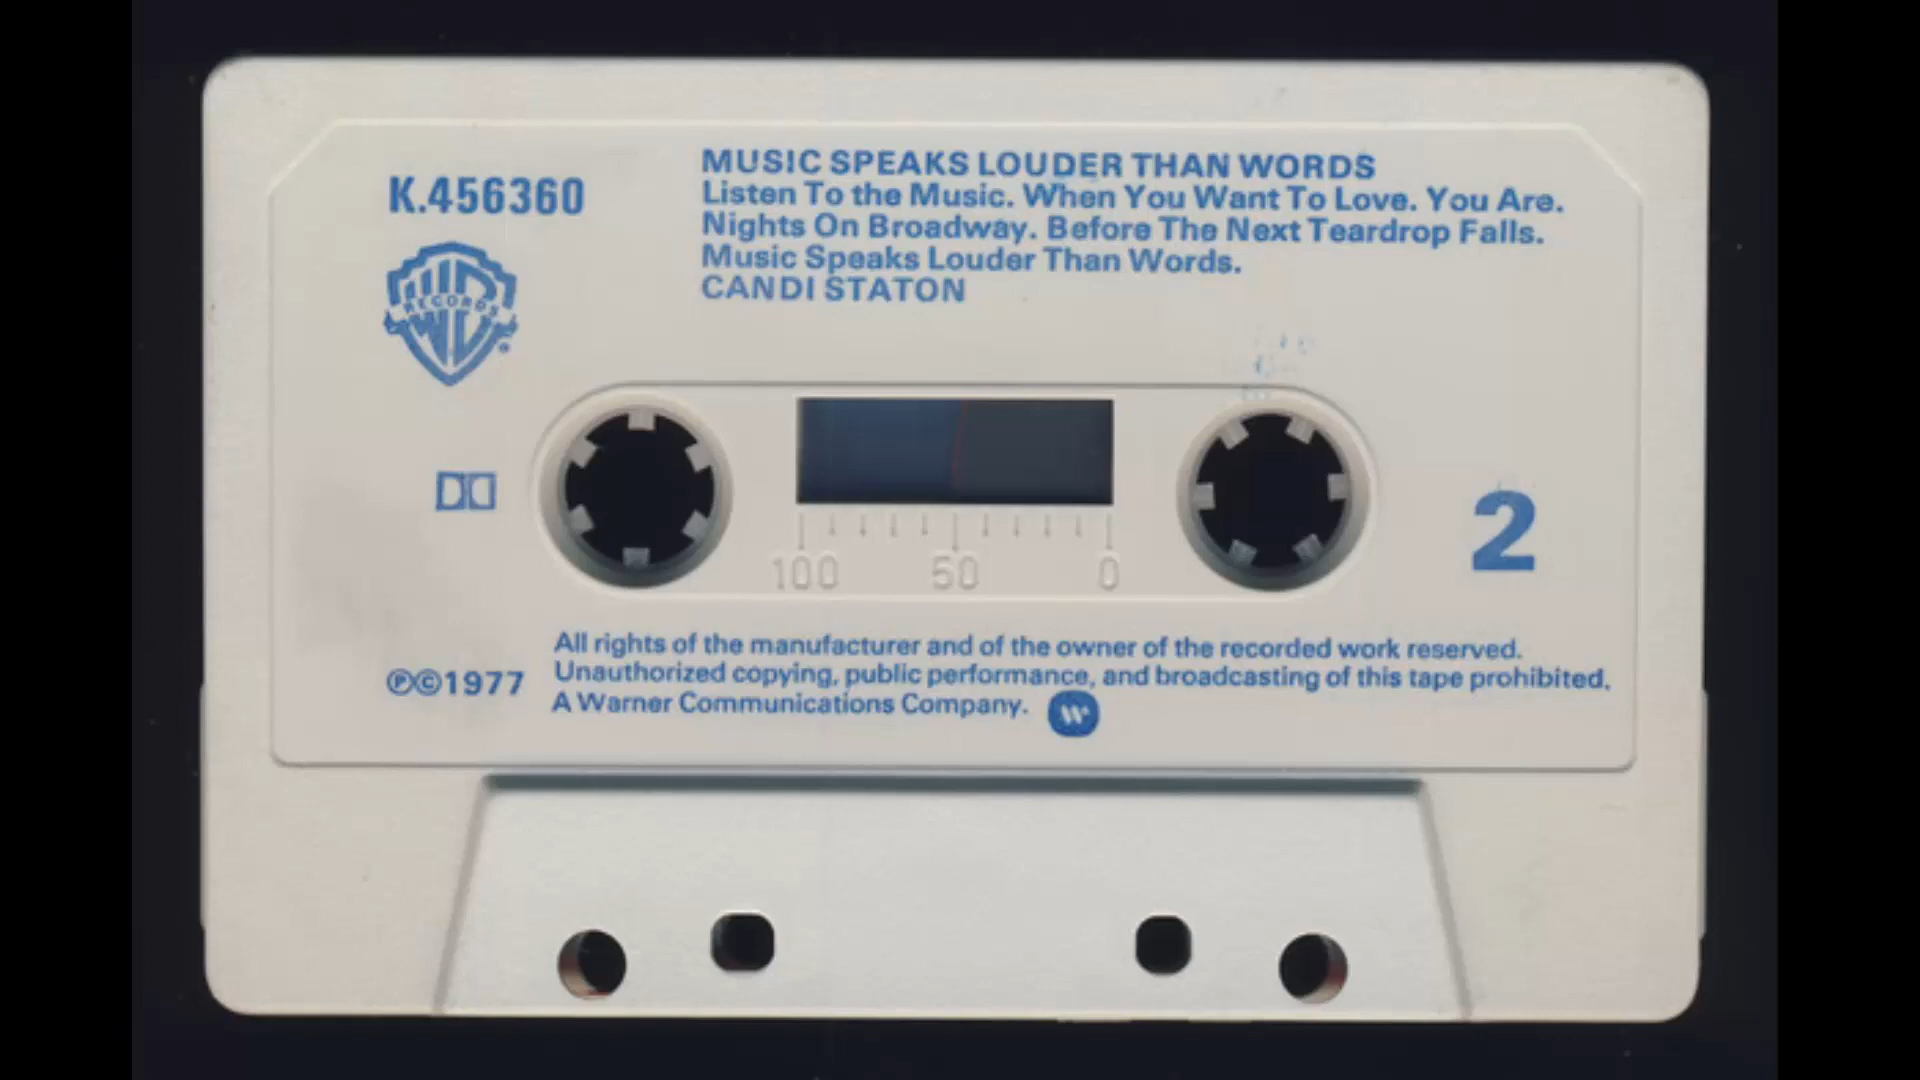 K.456360
MUSIC SPEAKS LOUDER THAN WORDS
Listen To the Music. When You Want To Love. You Are.
Nights On Broadway. Before The Next Teardrop Falls.
Music Speaks Louder Than Words.
CANDI STATON
RECORDS
100 50 0
2
℗©1977
All rights of the manufacturer and of the owner of the recorded work reserved.
Unauthorized copying, public performance, and broadcasting of this tape prohibited.
A Warner Communications Company.